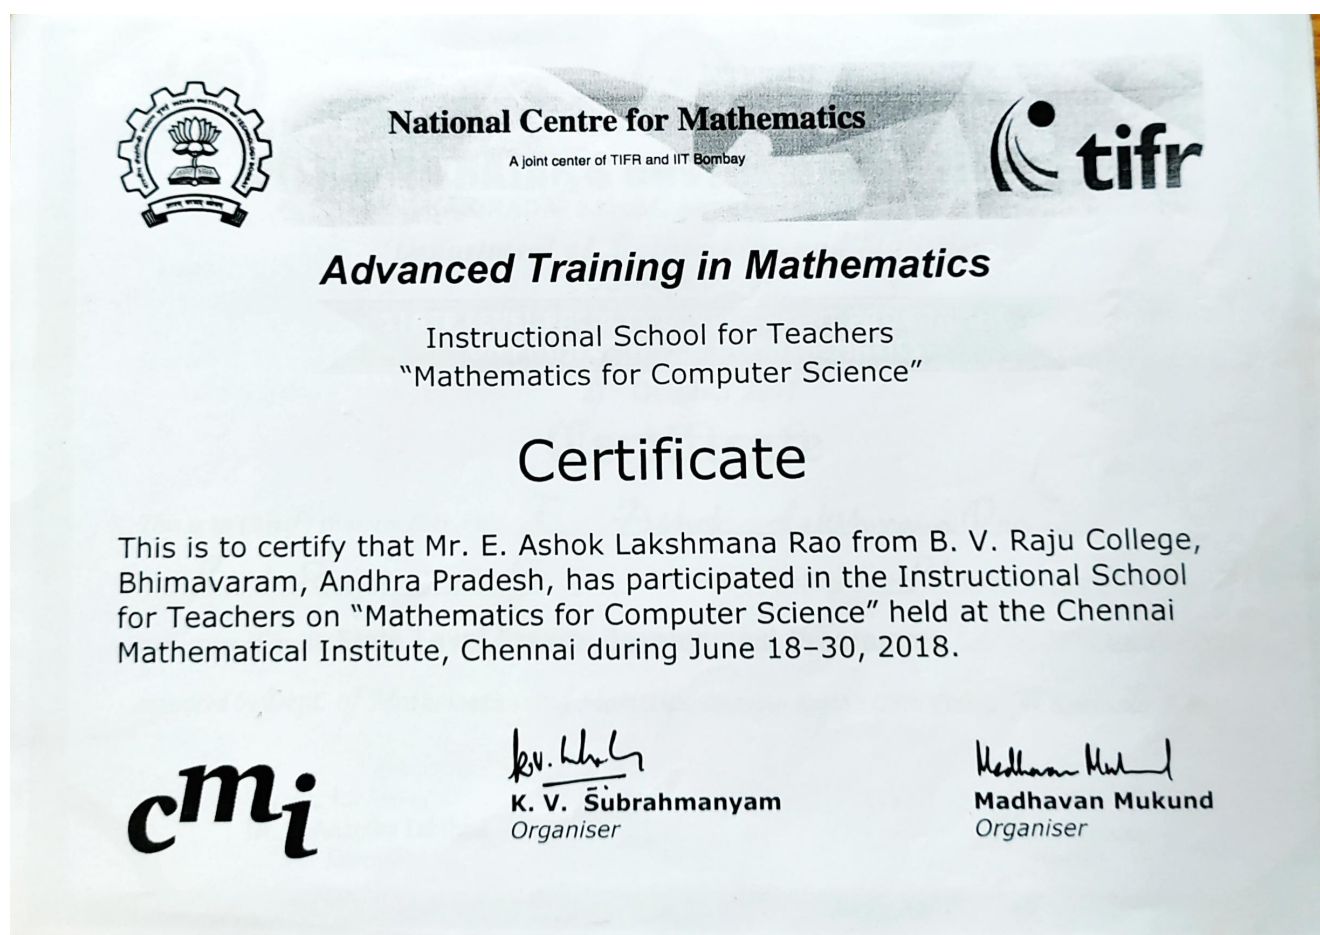 National Centre for Mathematics
A joint center of TIFR and IIT Bombay
tifr
Advanced Training in Mathematics
Instructional School for Teachers
“Mathematics for Computer Science”
Certificate
This is to certify that Mr. E. Ashok Lakshmana Rao from B. V. Raju College,
Bhimavaram, Andhra Pradesh, has participated in the Instructional School
for Teachers on “Mathematics for Computer Science” held at the Chennai
Mathematical Institute, Chennai during June 18–30, 2018.
cmi
K. V. Subrahmanyam
Organiser
Madhavan Mukund
Organiser